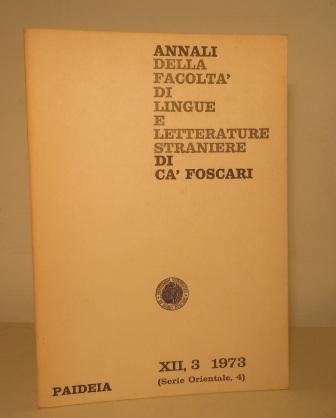 ANNALI
DELLA
FACOLTA'
DI
LINGUE
E
LETTERATURE
STRANIERE
DI
CA' FOSCARI
XII, 3 1973
(Serie Orientale, 4)
PAIDEIA